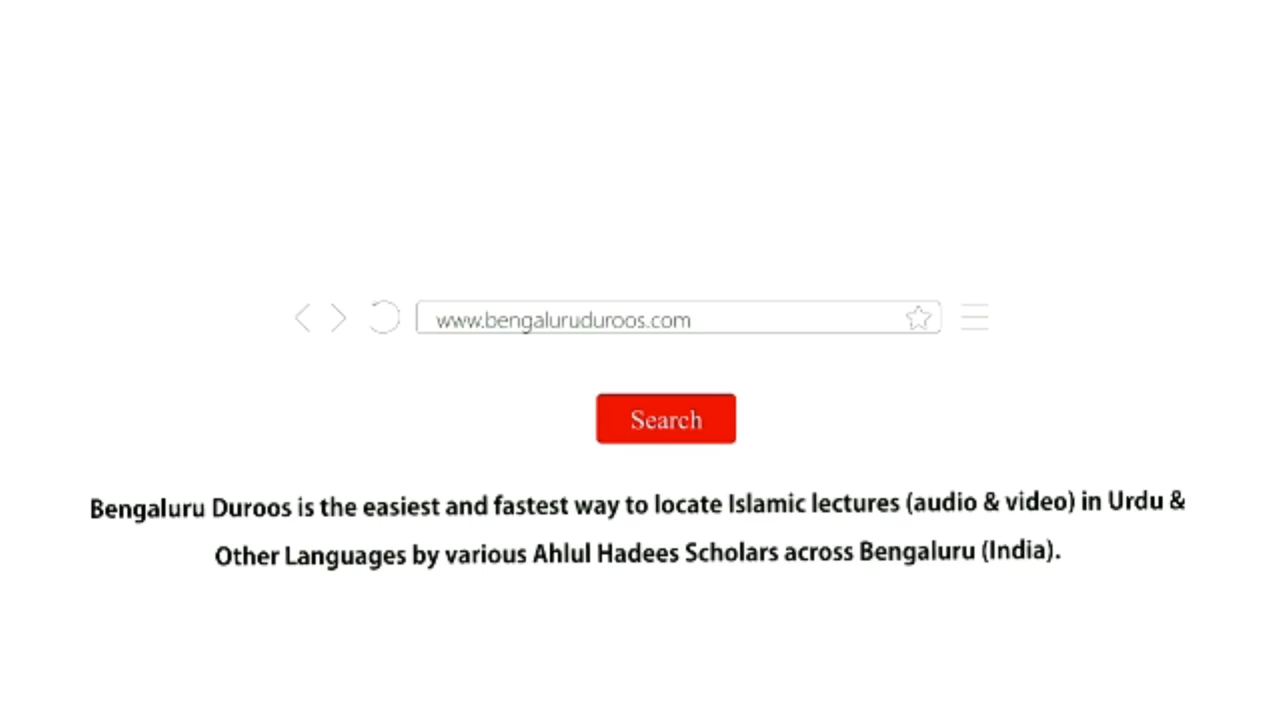 www.bengaluruduroos.com
Search
Bengaluru Duroos is the easiest and fastest way to locate Islamic lectures (audio & video) in Urdu &
Other Languages by various Ahlul Hadees Scholars across Bengaluru (India).